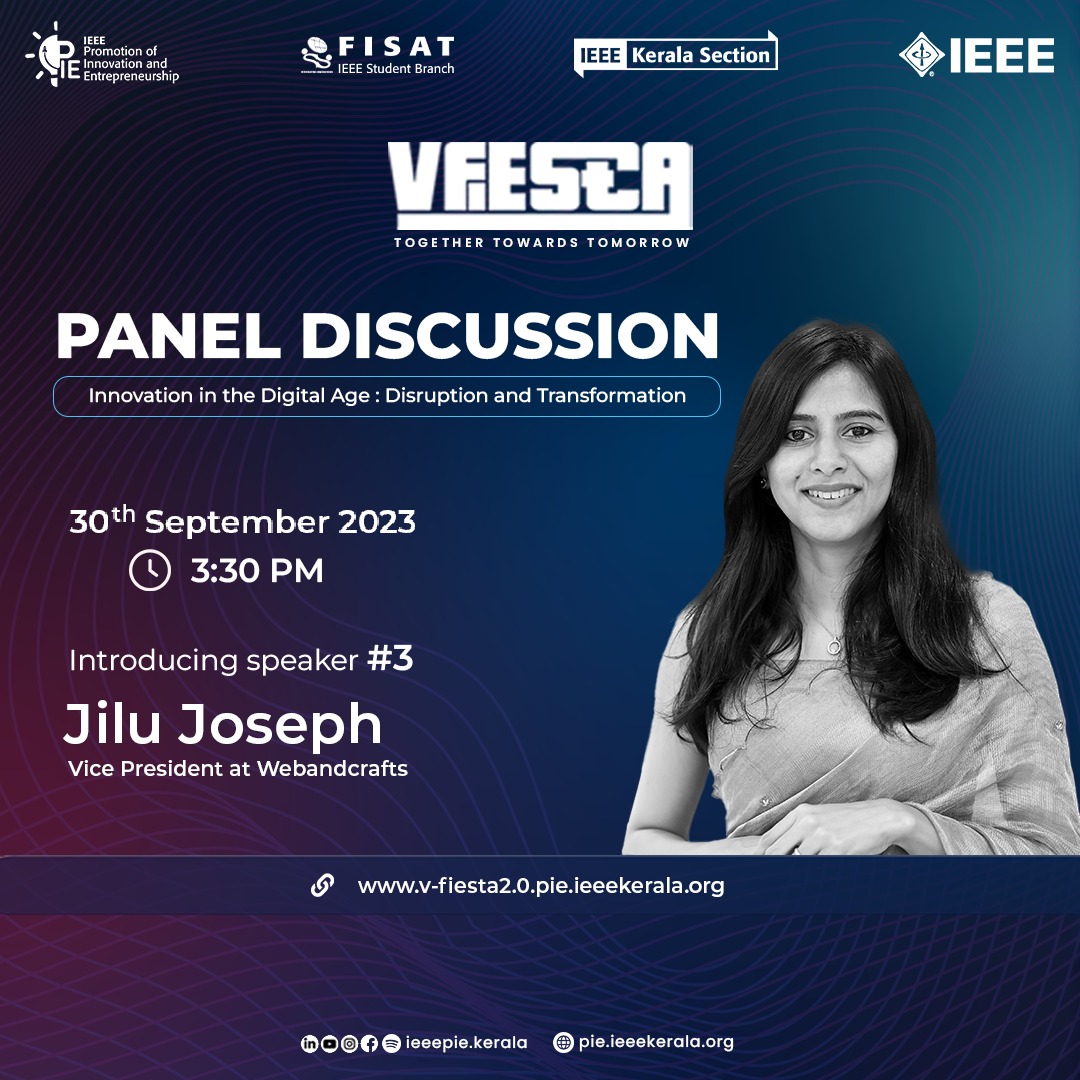 IEEE
Promotion of
Innovation and
Entrepreneurship
PIE
FISAT
IEEE Student Branch
IEEE Kerala Section
IEEE
VFiESTA
TOGETHER TOWARDS TOMORROW
PANEL DISCUSSION
Innovation in the Digital Age : Disruption and Transformation
30th September 2023
3:30 PM
Introducing speaker #3
Jilu Joseph
Vice President at Webandcrafts
www.v-fiesta2.0.pie.ieeekerala.org
ieeepie.kerala
pie.ieeekerala.org